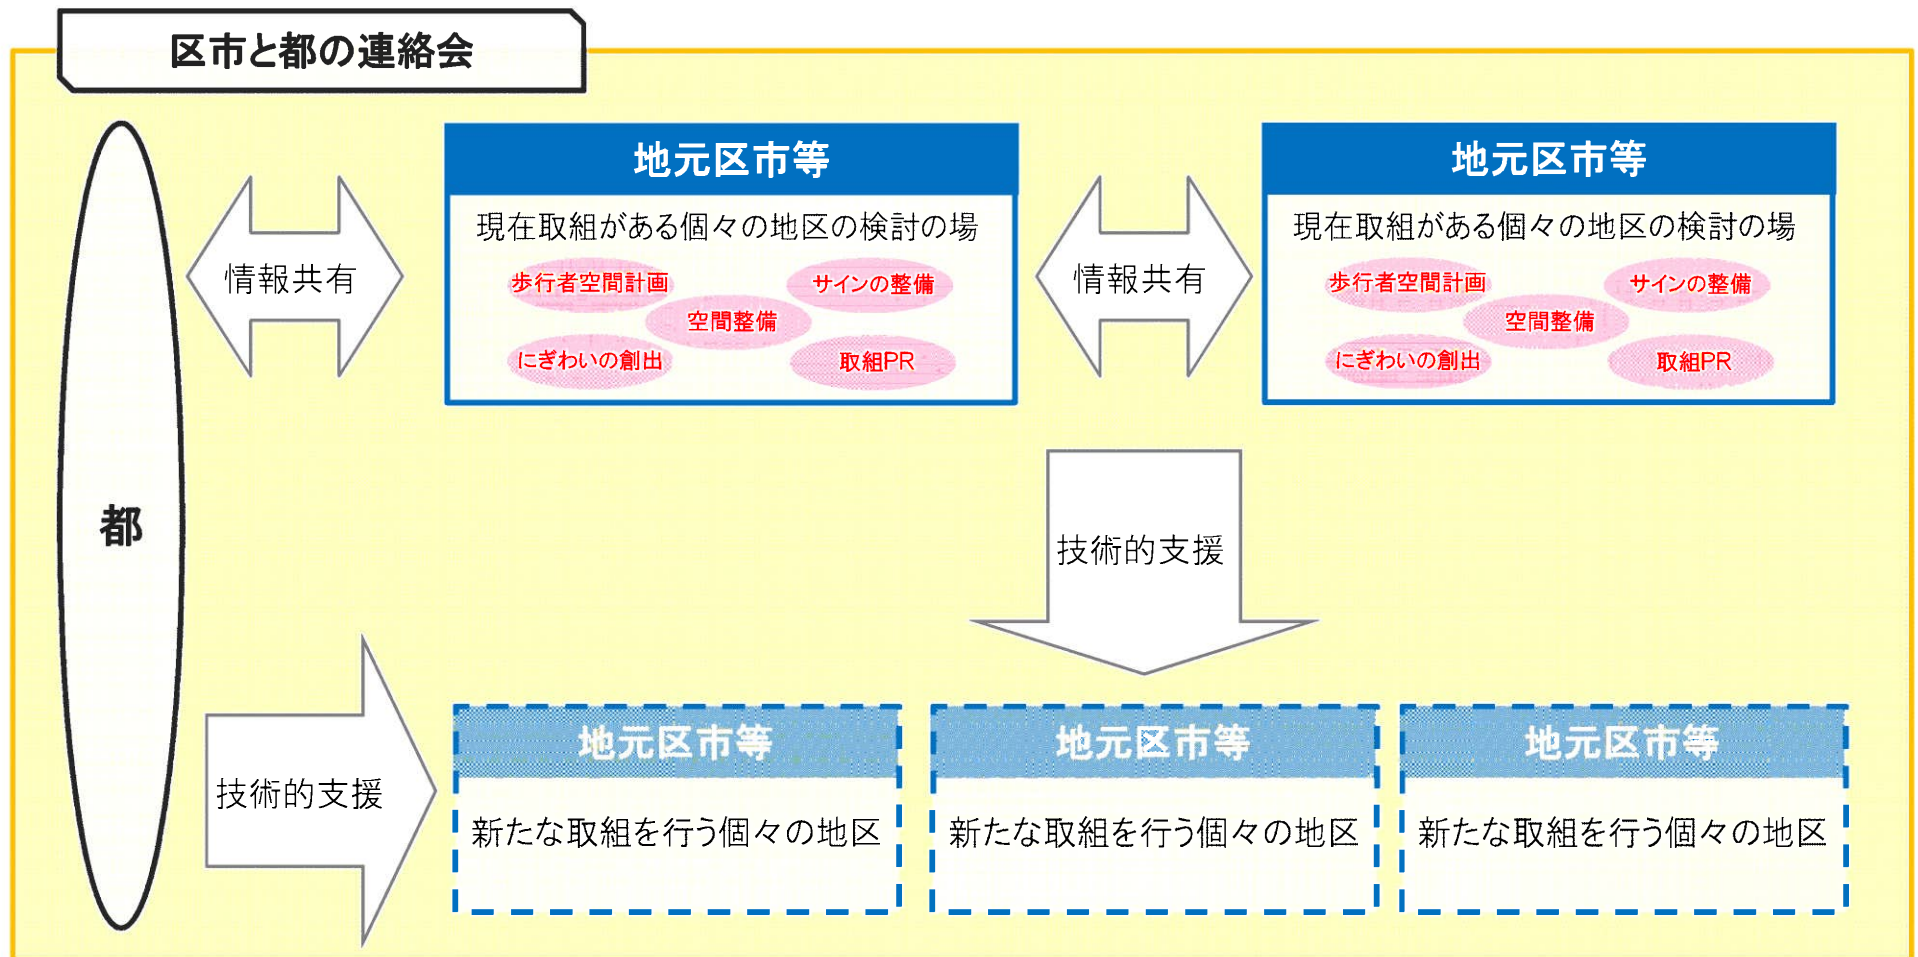 区市と都の連絡会
都
情報共有
地元区市等
現在取組がある個々の地区の検討の場
歩行者空間計画
サインの整備
空間整備
にぎわいの創出
取組PR
情報共有
地元区市等
現在取組がある個々の地区の検討の場
歩行者空間計画
サインの整備
空間整備
にぎわいの創出
取組PR
技術的支援
技術的支援
地元区市等
新たな取組を行う個々の地区
地元区市等
新たな取組を行う個々の地区
地元区市等
新たな取組を行う個々の地区